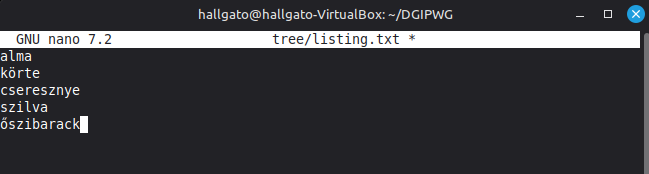 hallgato@hallgato-VirtualBox: ~/DGIPWG
GNU nano 7.2 tree/listing.txt *
alma
körte
cseresznye
szilva
őszibarack